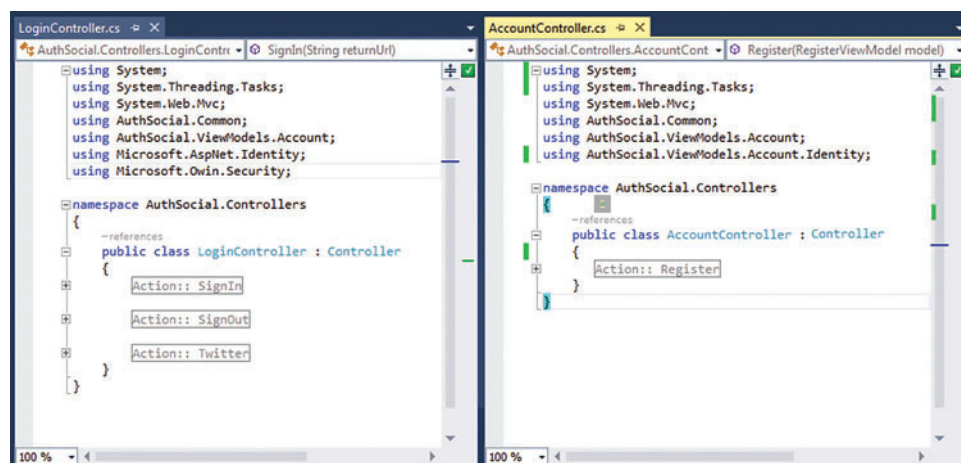 LoginController.cs
AuthSocial.Controllers.LoginContr
SignIn(String returnUrl)
using System;
using System.Threading.Tasks;
using System.Web.Mvc;
using AuthSocial.Common;
using AuthSocial.ViewModels.Account;
using Microsoft.AspNet.Identity;
using Microsoft.Owin.Security;
namespace AuthSocial.Controllers
{
-references
public class LoginController : Controller
{
Action:: SignIn
Action:: SignOut
Action:: Twitter
}
}
100 %
AccountController.cs
AuthSocial.Controllers.AccountCont
Register(RegisterViewModel model)
using System;
using System.Threading.Tasks;
using System.Web.Mvc;
using AuthSocial.Common;
using AuthSocial.ViewModels.Account;
using AuthSocial.ViewModels.Account.Identity;
namespace AuthSocial.Controllers
{
-references
public class AccountController : Controller
{
Action:: Register
}
}
100 %